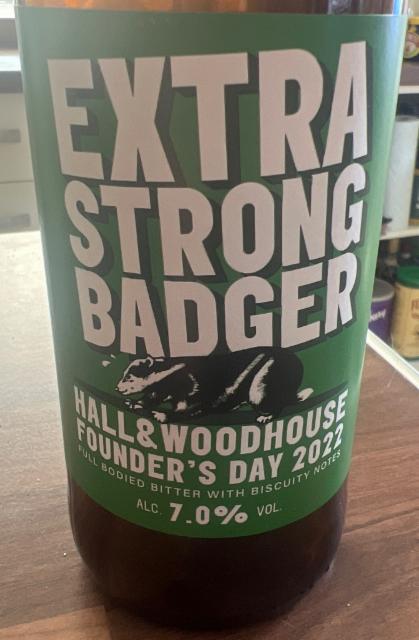 EXTRA
STRONG
BADGER
HALL&WOODHOUSE
FOUNDER'S DAY 2022
FULL BODIED BITTER WITH BISCUITY NOTES
ALC. 7.0% VOL.